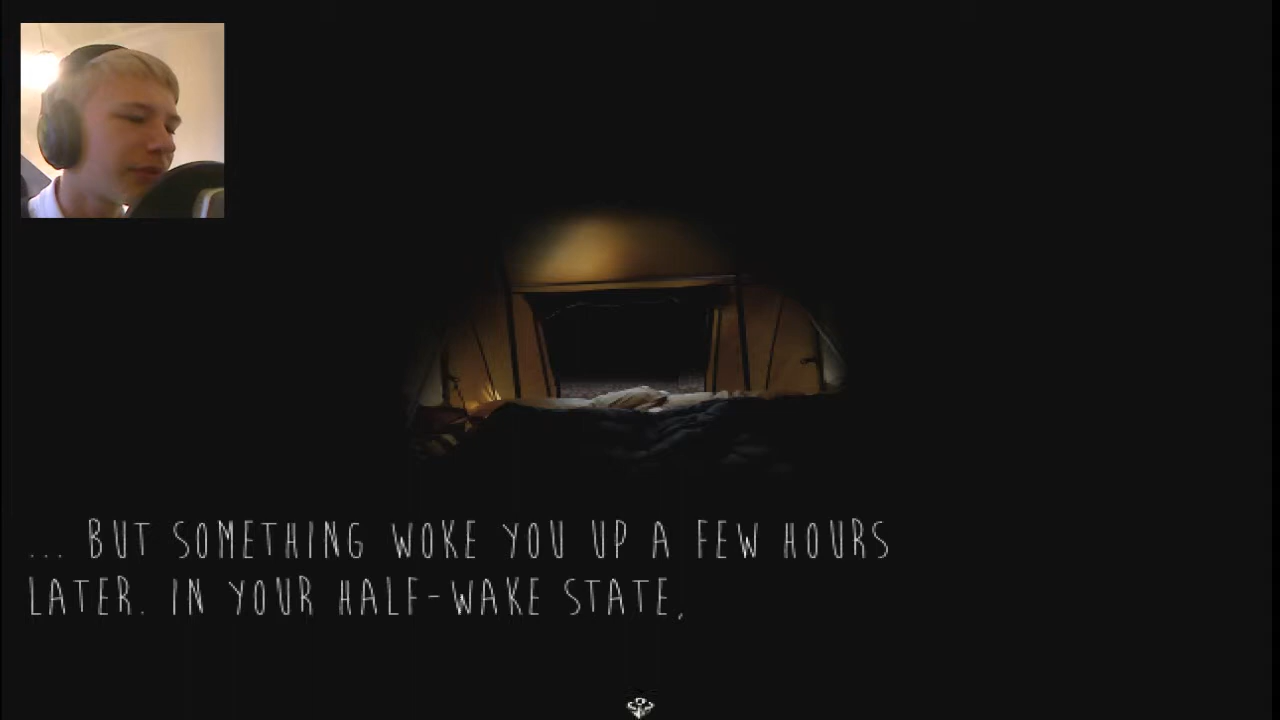 ... BUT SOMETHING WOKE YOU UP A FEW HOURS
LATER. IN YOUR HALF-WAKE STATE,